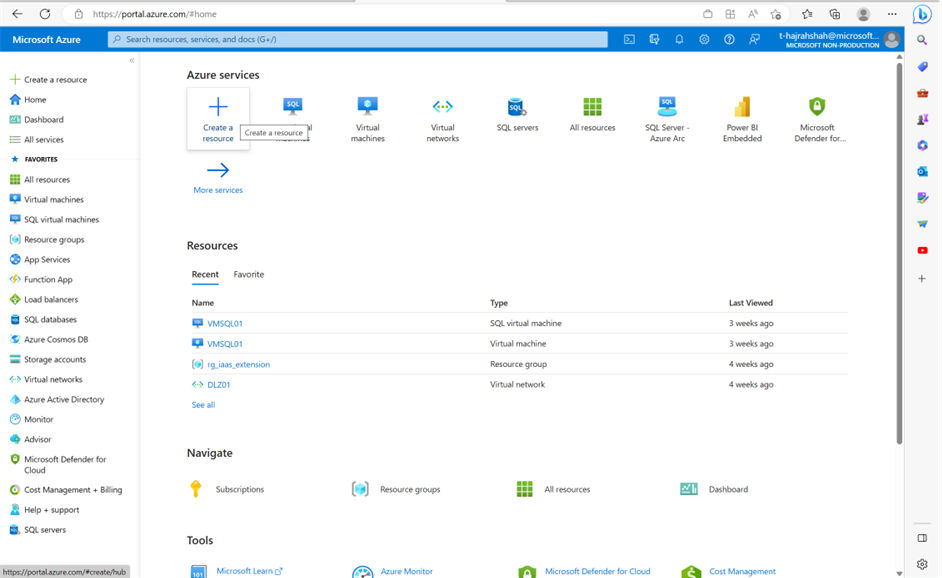 https://portal.azure.com/#home
Microsoft Azure
Search resources, services, and docs (G+/)
t-hajrahshah@microsoft...
MICROSOFT NON-PRODUCTION
Create a resource
Home
Dashboard
All services
FAVORITES
All resources
Virtual machines
SQL virtual machines
Resource groups
App Services
Function App
Load balancers
SQL databases
Azure Cosmos DB
Storage accounts
Virtual networks
Azure Active Directory
Monitor
Advisor
Microsoft Defender for
Cloud
Cost Management + Billing
Help + support
SQL servers
https://portal.azure.com/#create/hub
Azure services
Create a
resource
Create a resource
SQL
machines
Virtual
machines
Virtual
networks
SQL
SQL servers
All resources
SQL
SQL Server -
Azure Arc
Power BI
Embedded
Microsoft
Defender for...
More services
Resources
Recent
Favorite
Name
Type
Last Viewed
VMSQL01
SQL virtual machine
3 weeks ago
VMSQL01
Virtual machine
3 weeks ago
rg_iaas_extension
Resource group
4 weeks ago
DLZ01
Virtual network
4 weeks ago
See all
Navigate
Subscriptions
Resource groups
All resources
Dashboard
Tools
Microsoft Learn
Azure Monitor
Microsoft Defender for Cloud
Cost Management